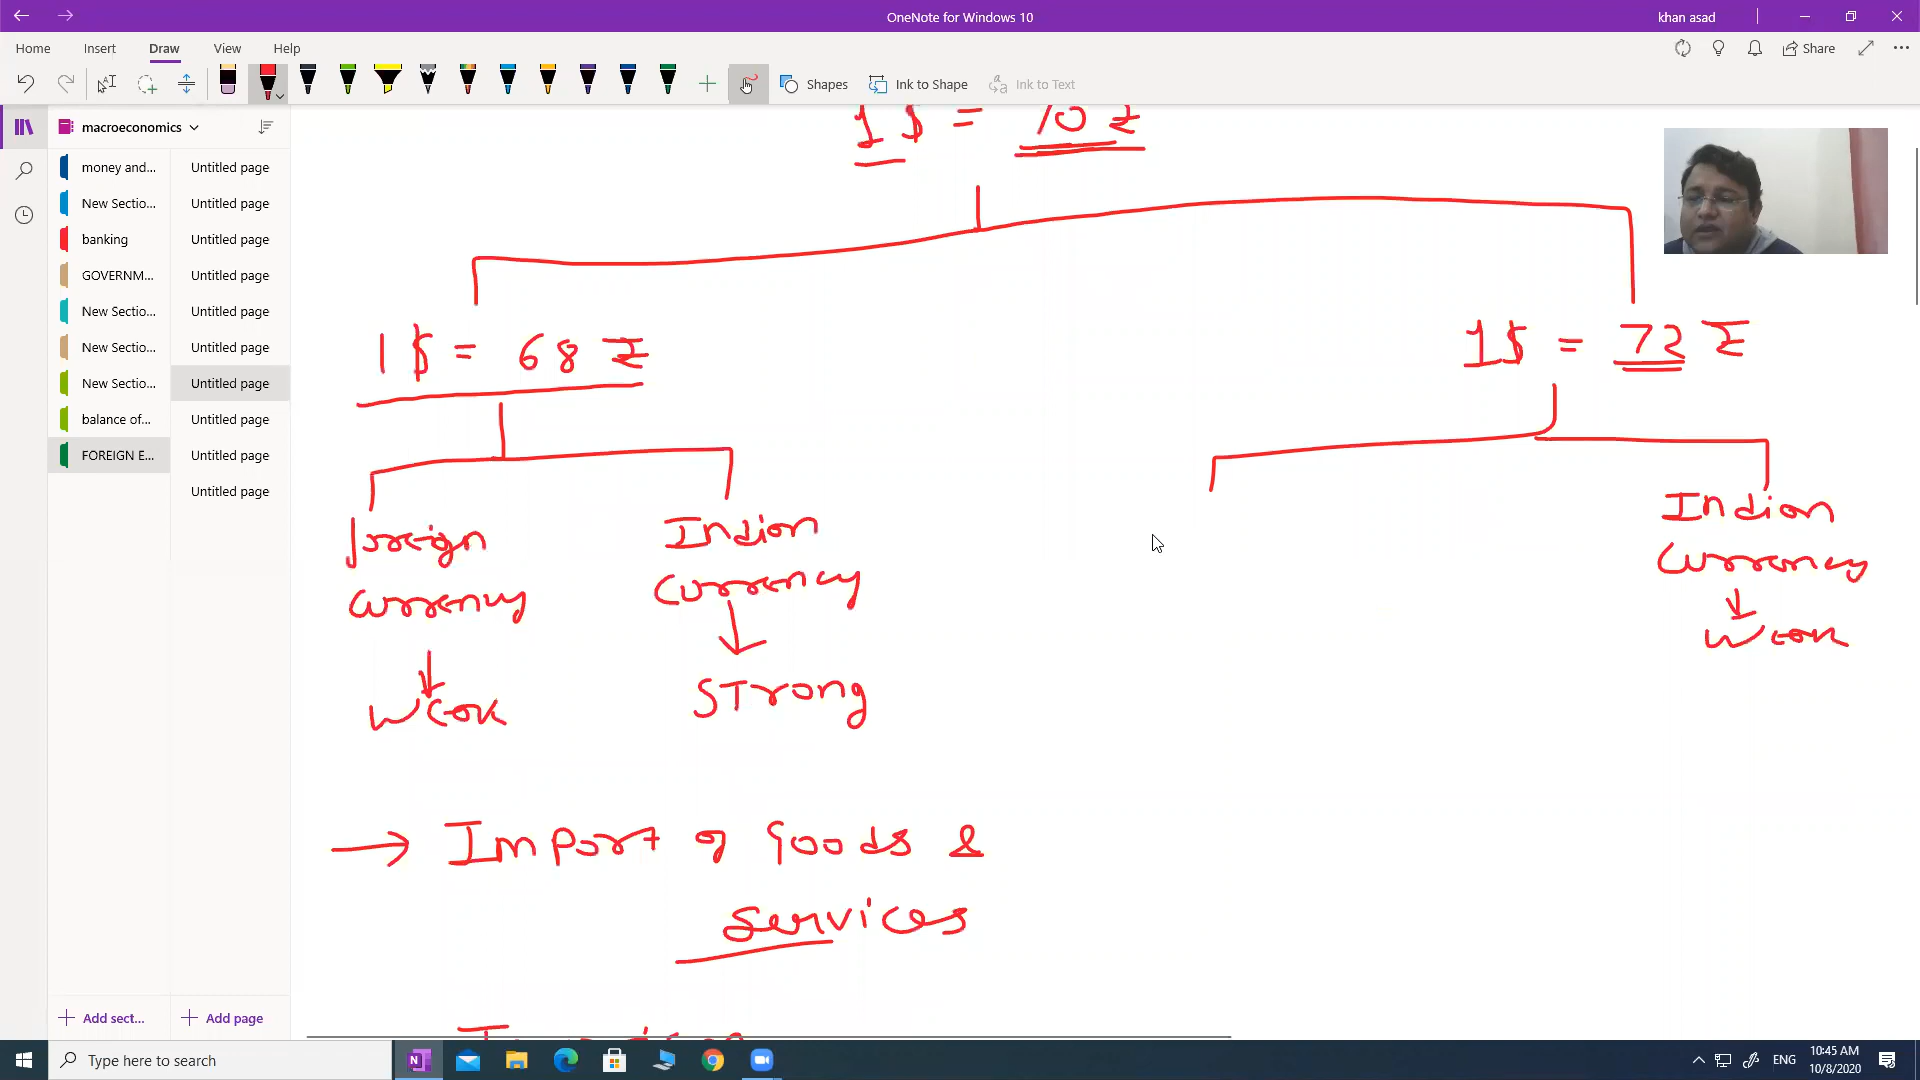 OneNote for Windows 10
khan asad
Home
Insert
Draw
View
Help
Share
Shapes
Ink to Shape
Ink to Text
macroeconomics
money and...
New Sectio...
banking
GOVERNM...
New Sectio...
New Sectio...
New Sectio...
balance of...
FOREIGN E...
Untitled page
Untitled page
Untitled page
Untitled page
Untitled page
Untitled page
Untitled page
Untitled page
Untitled page
Untitled page
Add sect...
Add page
1$ = 70 ₹
1$ = 68 ₹
1$ = 72 ₹
foreign
currency
↓
weak
Indian
currency
↓
STrong
Indian
currency
↓
weak
→ Import of Goods &
services
Type here to search
ENG
10:45 AM
10/8/2020